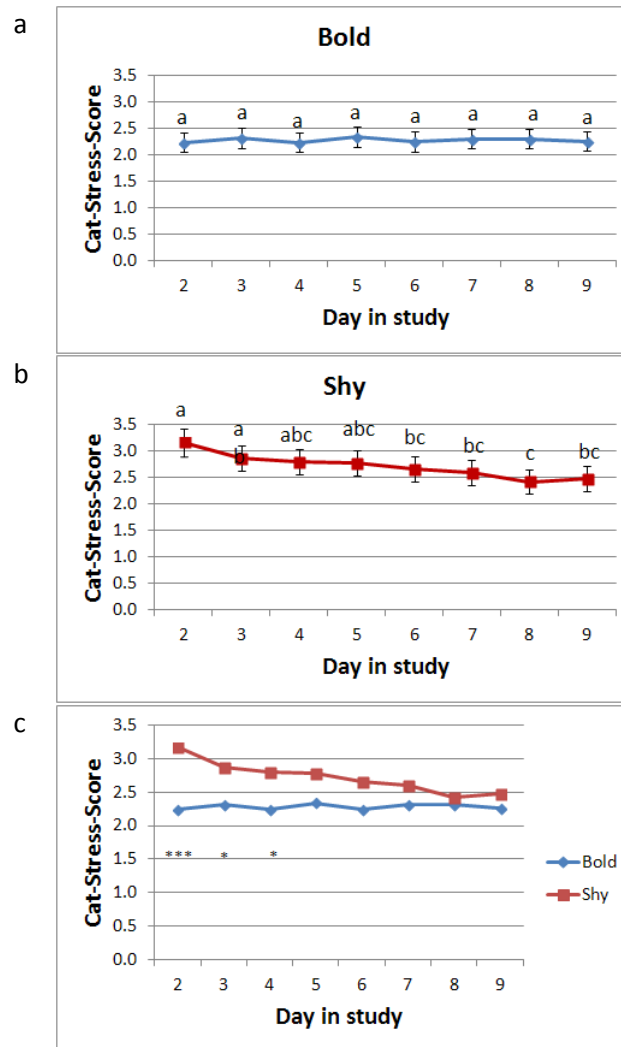 a
Bold
Cat-Stress-Score
3.5
3.0
2.5
2.0
1.5
1.0
0.5
0.0
a a a a a a a a
2 3 4 5 6 7 8 9
Day in study
b
Shy
Cat-Stress-Score
3.5
3.0
2.5
2.0
1.5
1.0
0.5
0.0
a a abc abc bc bc c bc
b
2 3 4 5 6 7 8 9
Day in study
c
Cat-Stress-Score
3.5
3.0
2.5
2.0
1.5
1.0
0.5
0.0
*** * *
2 3 4 5 6 7 8 9
Day in study
Bold
Shy